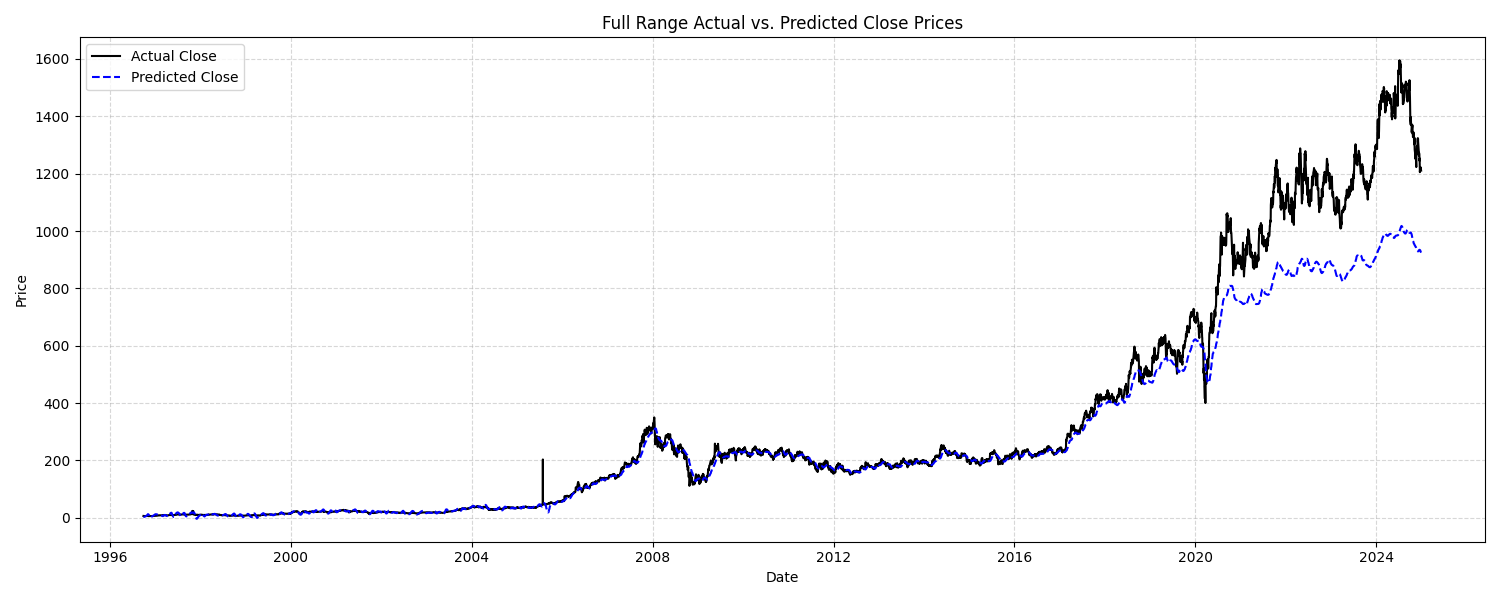 Full Range Actual vs. Predicted Close Prices
Actual Close
Predicted Close
Price
1600
1400
1200
1000
800
600
400
200
0
1996 2000 2004 2008 2012 2016 2020 2024
Date